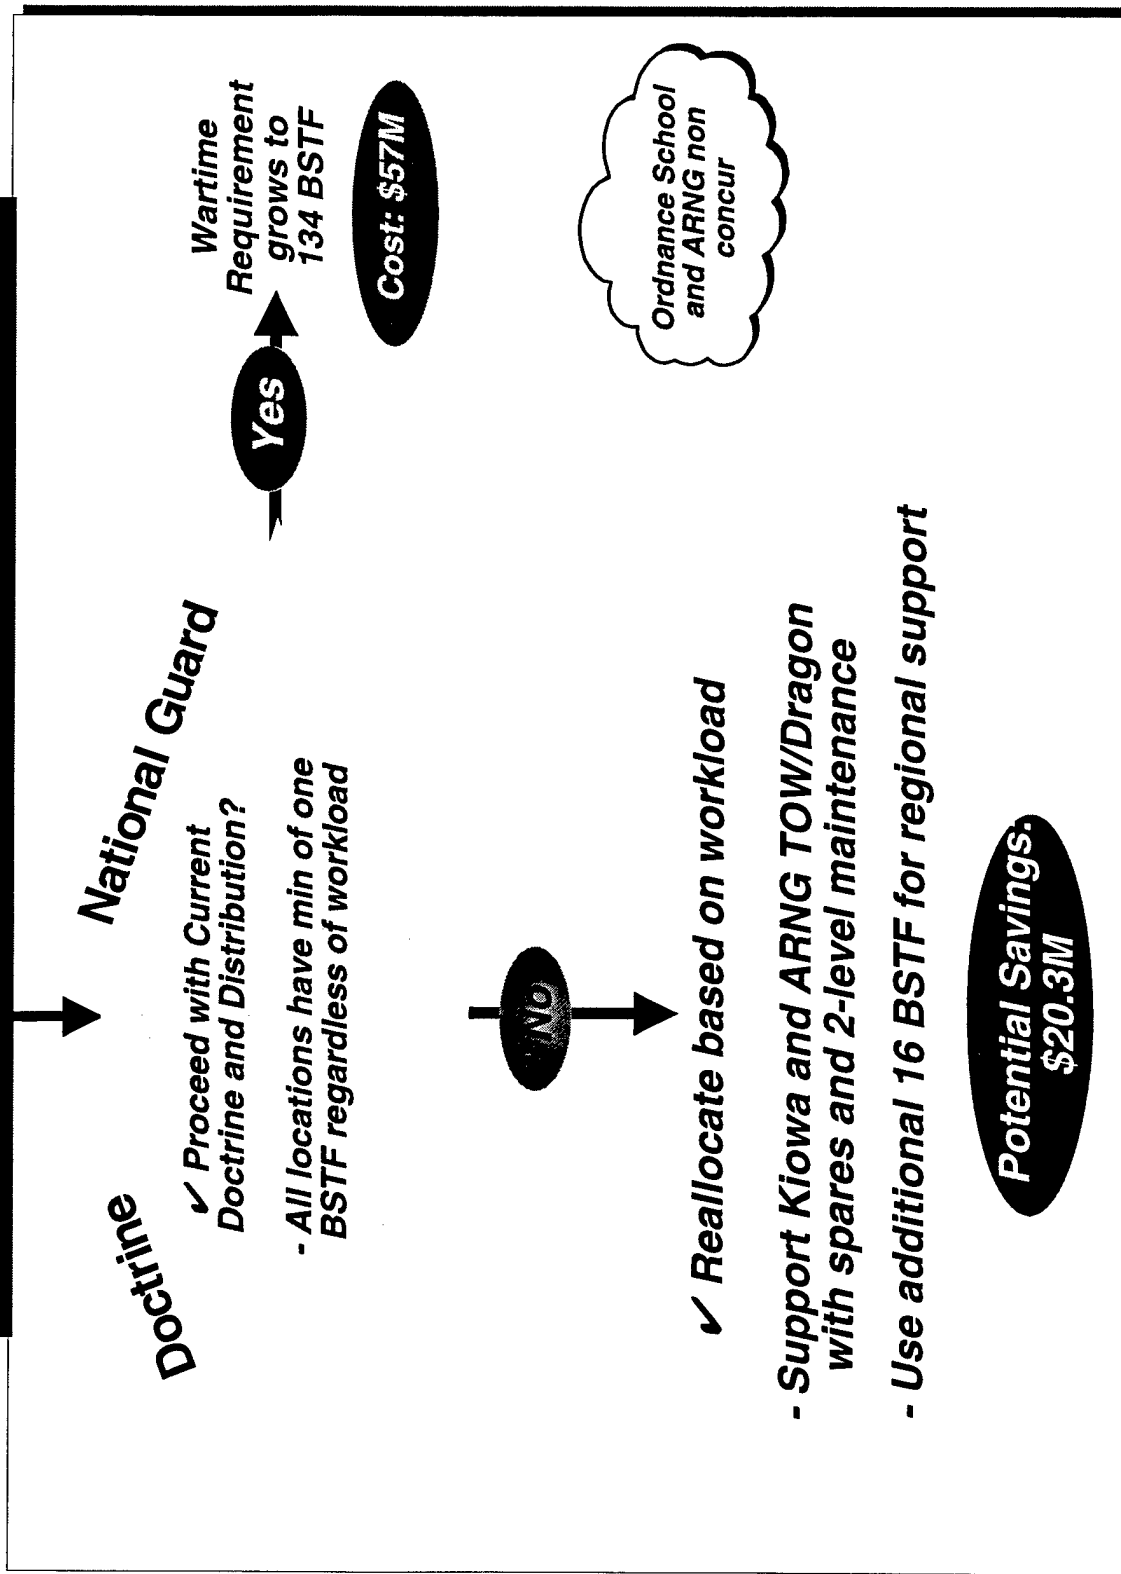 Doctrine
National Guard
✓ Proceed with Current
Doctrine and Distribution?
- All locations have min of one
BSTF regardless of workload
Yes
Wartime
Requirement
grows to
134 BSTF
Cost: $57M
No
✓ Reallocate based on workload
- Support Kiowa and ARNG TOW/Dragon
with spares and 2-level maintenance
- Use additional 16 BSTF for regional support
Ordnance School
and ARNG non
concur
Potential Savings:
$20.3M